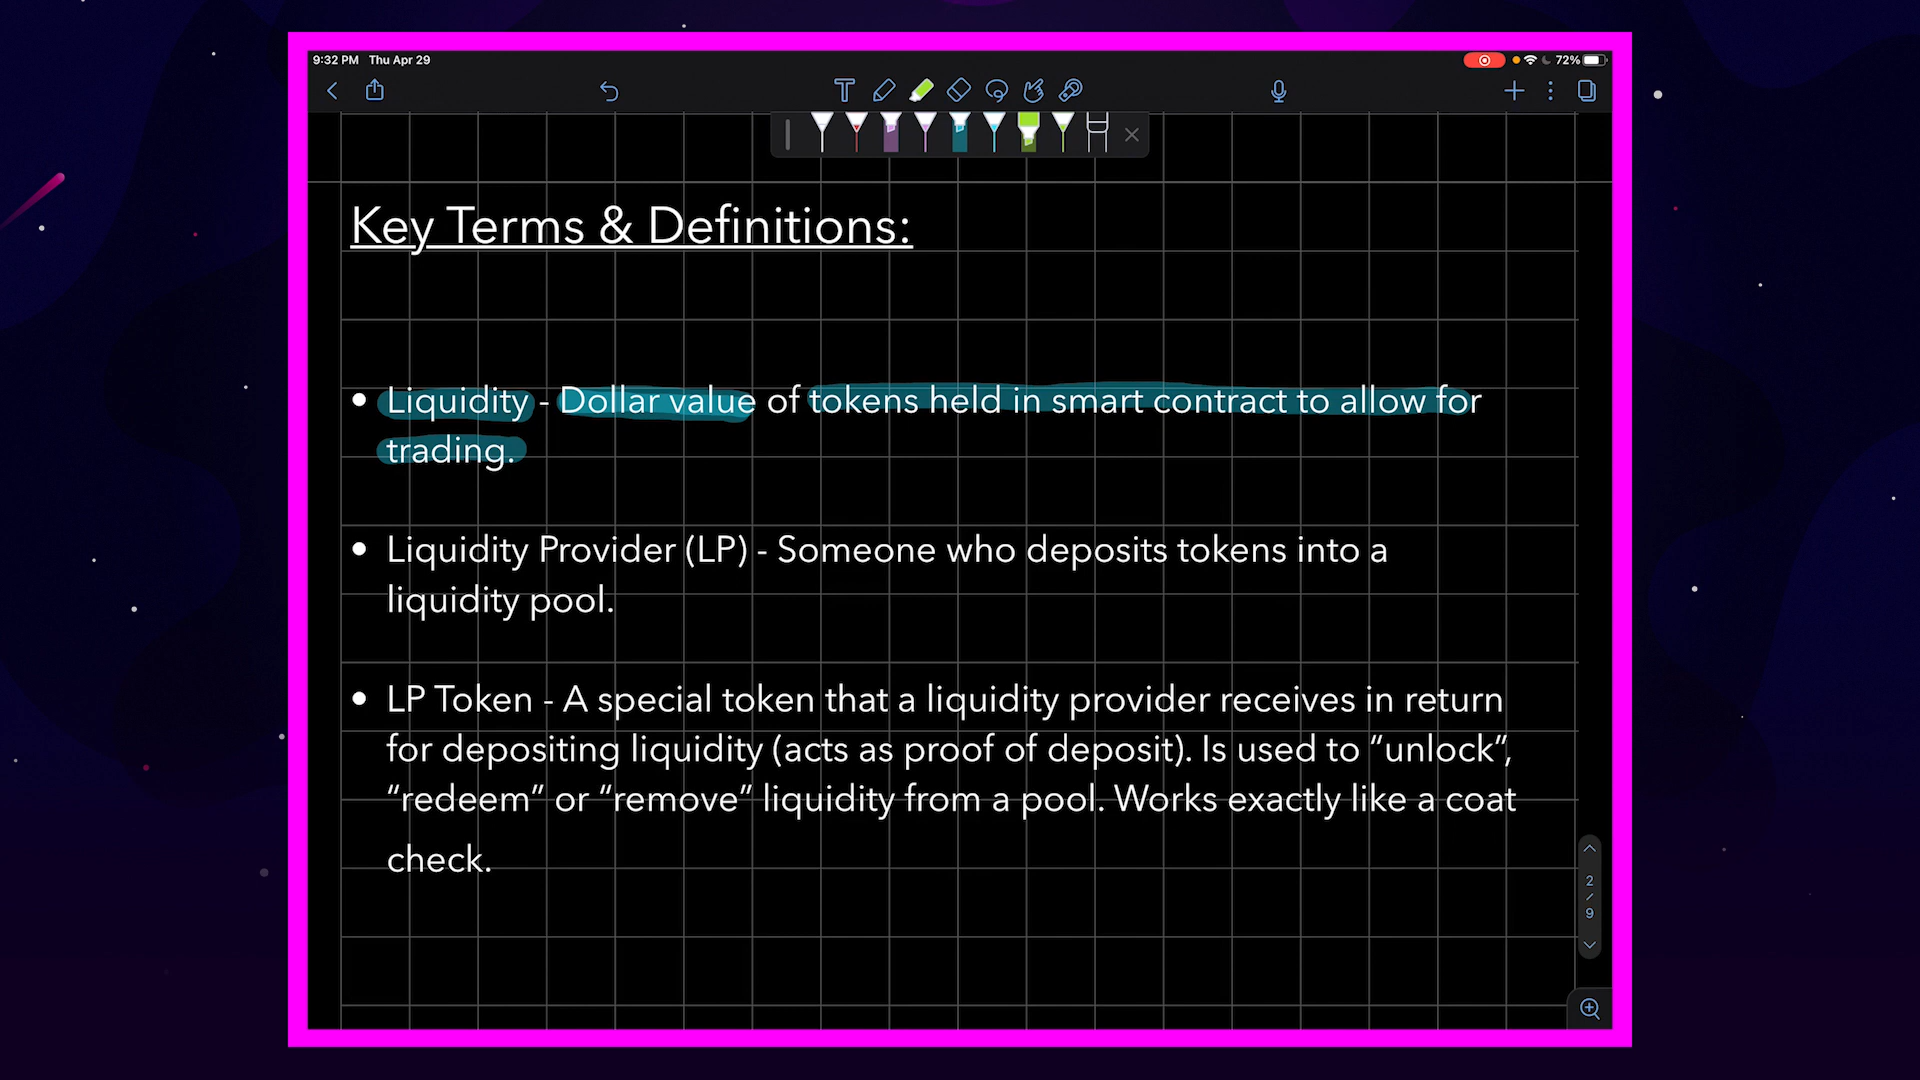 9:32 PM Thu Apr 29
72%
Key Terms & Definitions:
• Liquidity - Dollar value of tokens held in smart contract to allow for
trading.
• Liquidity Provider (LP) - Someone who deposits tokens into a
liquidity pool.
• LP Token - A special token that a liquidity provider receives in return
for depositing liquidity (acts as proof of deposit). Is used to “unlock”,
“redeem” or “remove” liquidity from a pool. Works exactly like a coat
check.
2
/
9